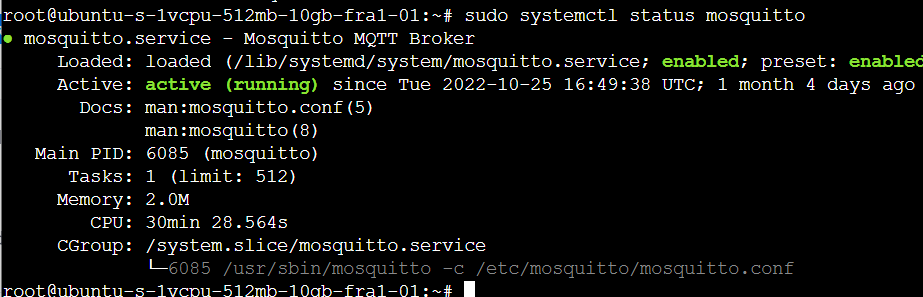 root@ubuntu-s-1vcpu-512mb-10gb-fra1-01:~# sudo systemctl status mosquitto
● mosquitto.service - Mosquitto MQTT Broker
Loaded: loaded (/lib/systemd/system/mosquitto.service; enabled; preset: enabled
Active: active (running) since Tue 2022-10-25 16:49:38 UTC; 1 month 4 days ago
Docs: man:mosquitto.conf(5)
man:mosquitto(8)
Main PID: 6085 (mosquitto)
Tasks: 1 (limit: 512)
Memory: 2.0M
CPU: 30min 28.564s
CGroup: /system.slice/mosquitto.service
└─6085 /usr/sbin/mosquitto -c /etc/mosquitto/mosquitto.conf
root@ubuntu-s-1vcpu-512mb-10gb-fra1-01:~#